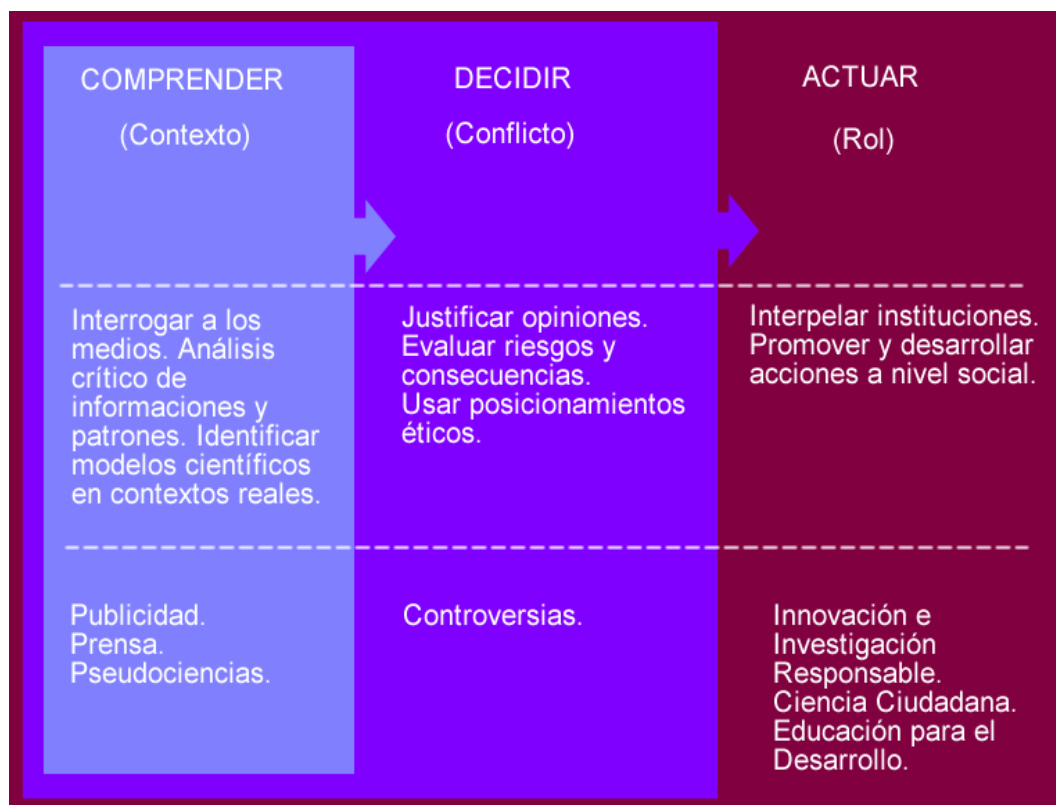 COMPRENDER
(Contexto)
DECIDIR
(Conflicto)
ACTUAR
(Rol)
Interrogar a los
medios. Análisis
crítico de
informaciones y
patrones. Identificar
modelos científicos
en contextos reales.
Justificar opiniones.
Evaluar riesgos y
consecuencias.
Usar posicionamientos
éticos.
Interpelar instituciones.
Promover y desarrollar
acciones a nivel social.
Publicidad.
Prensa.
Pseudociencias.
Controversias.
Innovación e
Investigación
Responsable.
Ciencia Ciudadana.
Educación para el
Desarrollo.